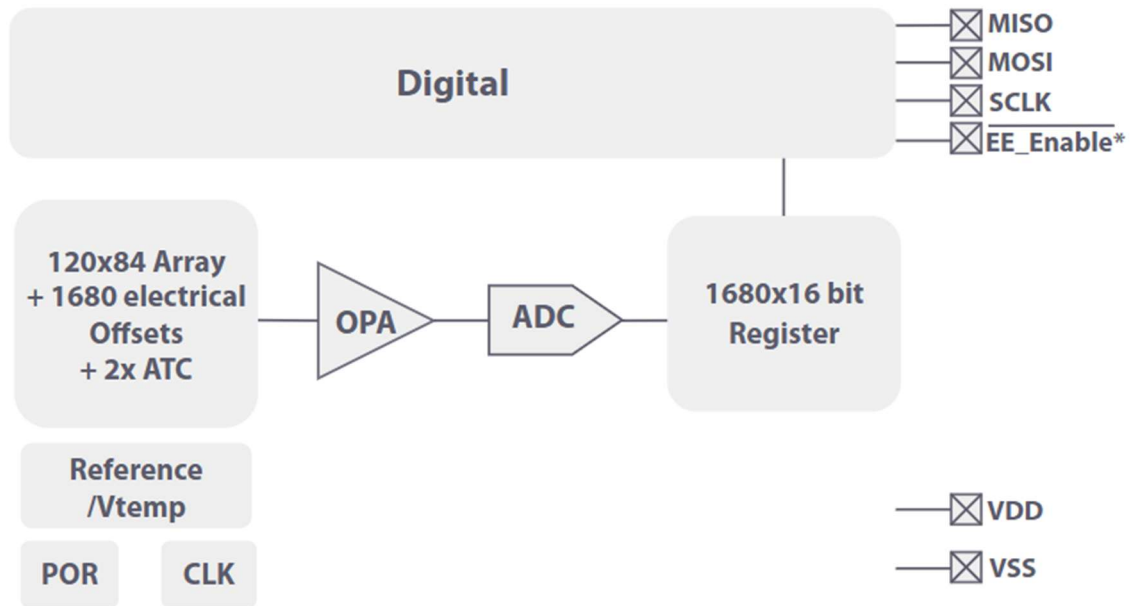 Digital
MISO
MOSI
SCLK
EE_Enable*
120x84 Array
+ 1680 electrical
Offsets
+ 2x ATC
OPA
ADC
1680x16 bit
Register
Reference
/Vtemp
POR
CLK
VDD
VSS